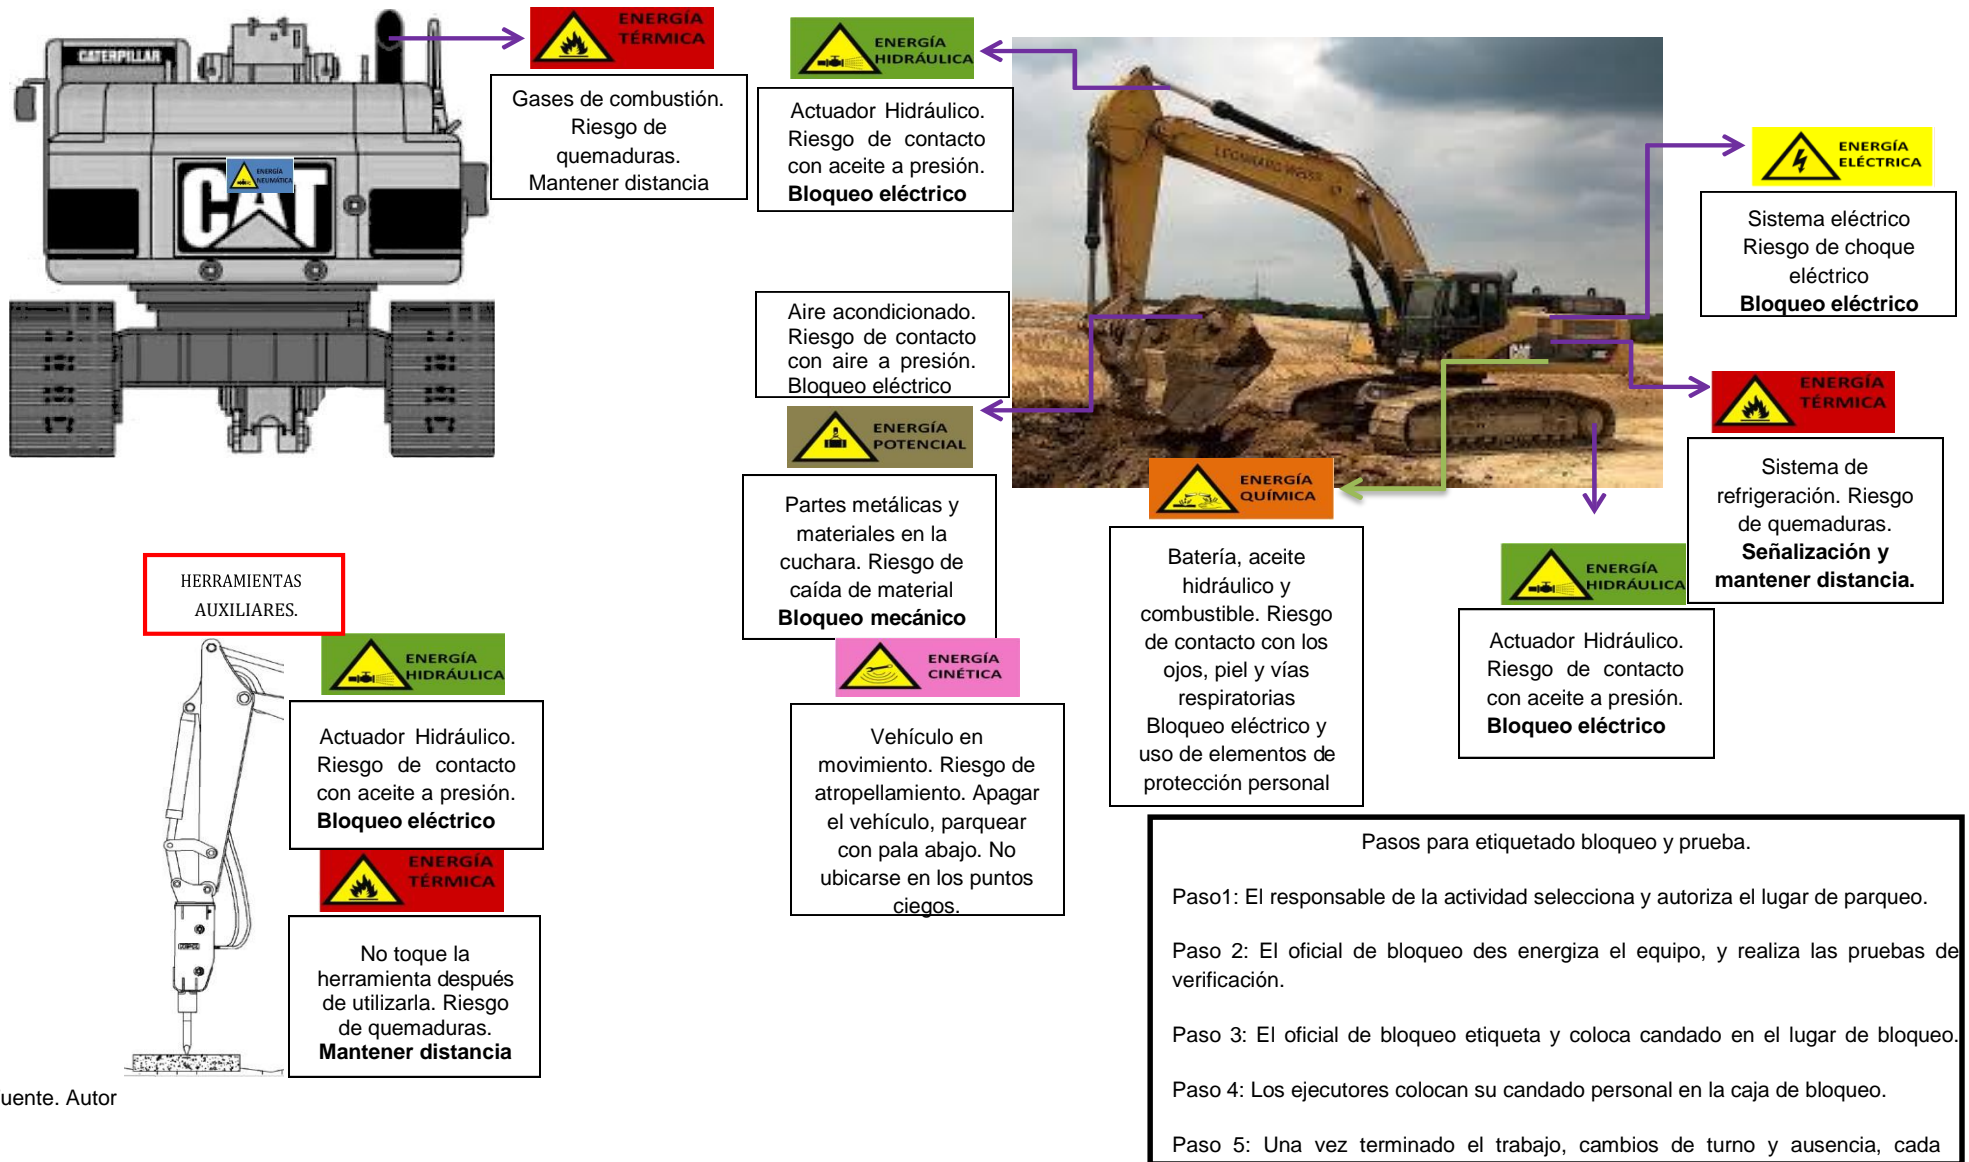 CATERPILLAR
ENERGÍA
NEUMÁTICA
CAT
ENERGÍA
TÉRMICA
Gases de combustión.
Riesgo de
quemaduras.
Mantener distancia
ENERGÍA
HIDRÁULICA
Actuador Hidráulico.
Riesgo de contacto
con aceite a presión.
Bloqueo eléctrico
LEONHARD WEISS
CAT
ENERGÍA
ELÉCTRICA
Sistema eléctrico
Riesgo de choque
eléctrico
Bloqueo eléctrico
Aire acondicionado.
Riesgo de contacto
con aire a presión.
Bloqueo eléctrico
ENERGÍA
POTENCIAL
Partes metálicas y
materiales en la
cuchara. Riesgo de
caída de material
Bloqueo mecánico
ENERGÍA
TÉRMICA
Sistema de
refrigeración. Riesgo
de quemaduras.
Señalización y
mantener distancia.
ENERGÍA
QUÍMICA
Batería, aceite
hidráulico y
combustible. Riesgo
de contacto con los
ojos, piel y vías
respiratorias
Bloqueo eléctrico y
uso de elementos de
protección personal
ENERGÍA
HIDRÁULICA
Actuador Hidráulico.
Riesgo de contacto
con aceite a presión.
Bloqueo eléctrico
HERRAMIENTAS
AUXILIARES.
ENERGÍA
HIDRÁULICA
Actuador Hidráulico.
Riesgo de contacto
con aceite a presión.
Bloqueo eléctrico
ENERGÍA
TÉRMICA
No toque la
herramienta después
de utilizarla. Riesgo
de quemaduras.
Mantener distancia
ENERGÍA
CINÉTICA
Vehículo en
movimiento. Riesgo de
atropellamiento. Apagar
el vehículo, parquear
con pala abajo. No
ubicarse en los puntos
ciegos.
Pasos para etiquetado bloqueo y prueba.
Paso1: El responsable de la actividad selecciona y autoriza el lugar de parqueo.
Paso 2: El oficial de bloqueo des energiza el equipo, y realiza las pruebas de
verificación.
Paso 3: El oficial de bloqueo etiqueta y coloca candado en el lugar de bloqueo.
Paso 4: Los ejecutores colocan su candado personal en la caja de bloqueo.
Paso 5: Una vez terminado el trabajo, cambios de turno y ausencia, cada
uente. Autor